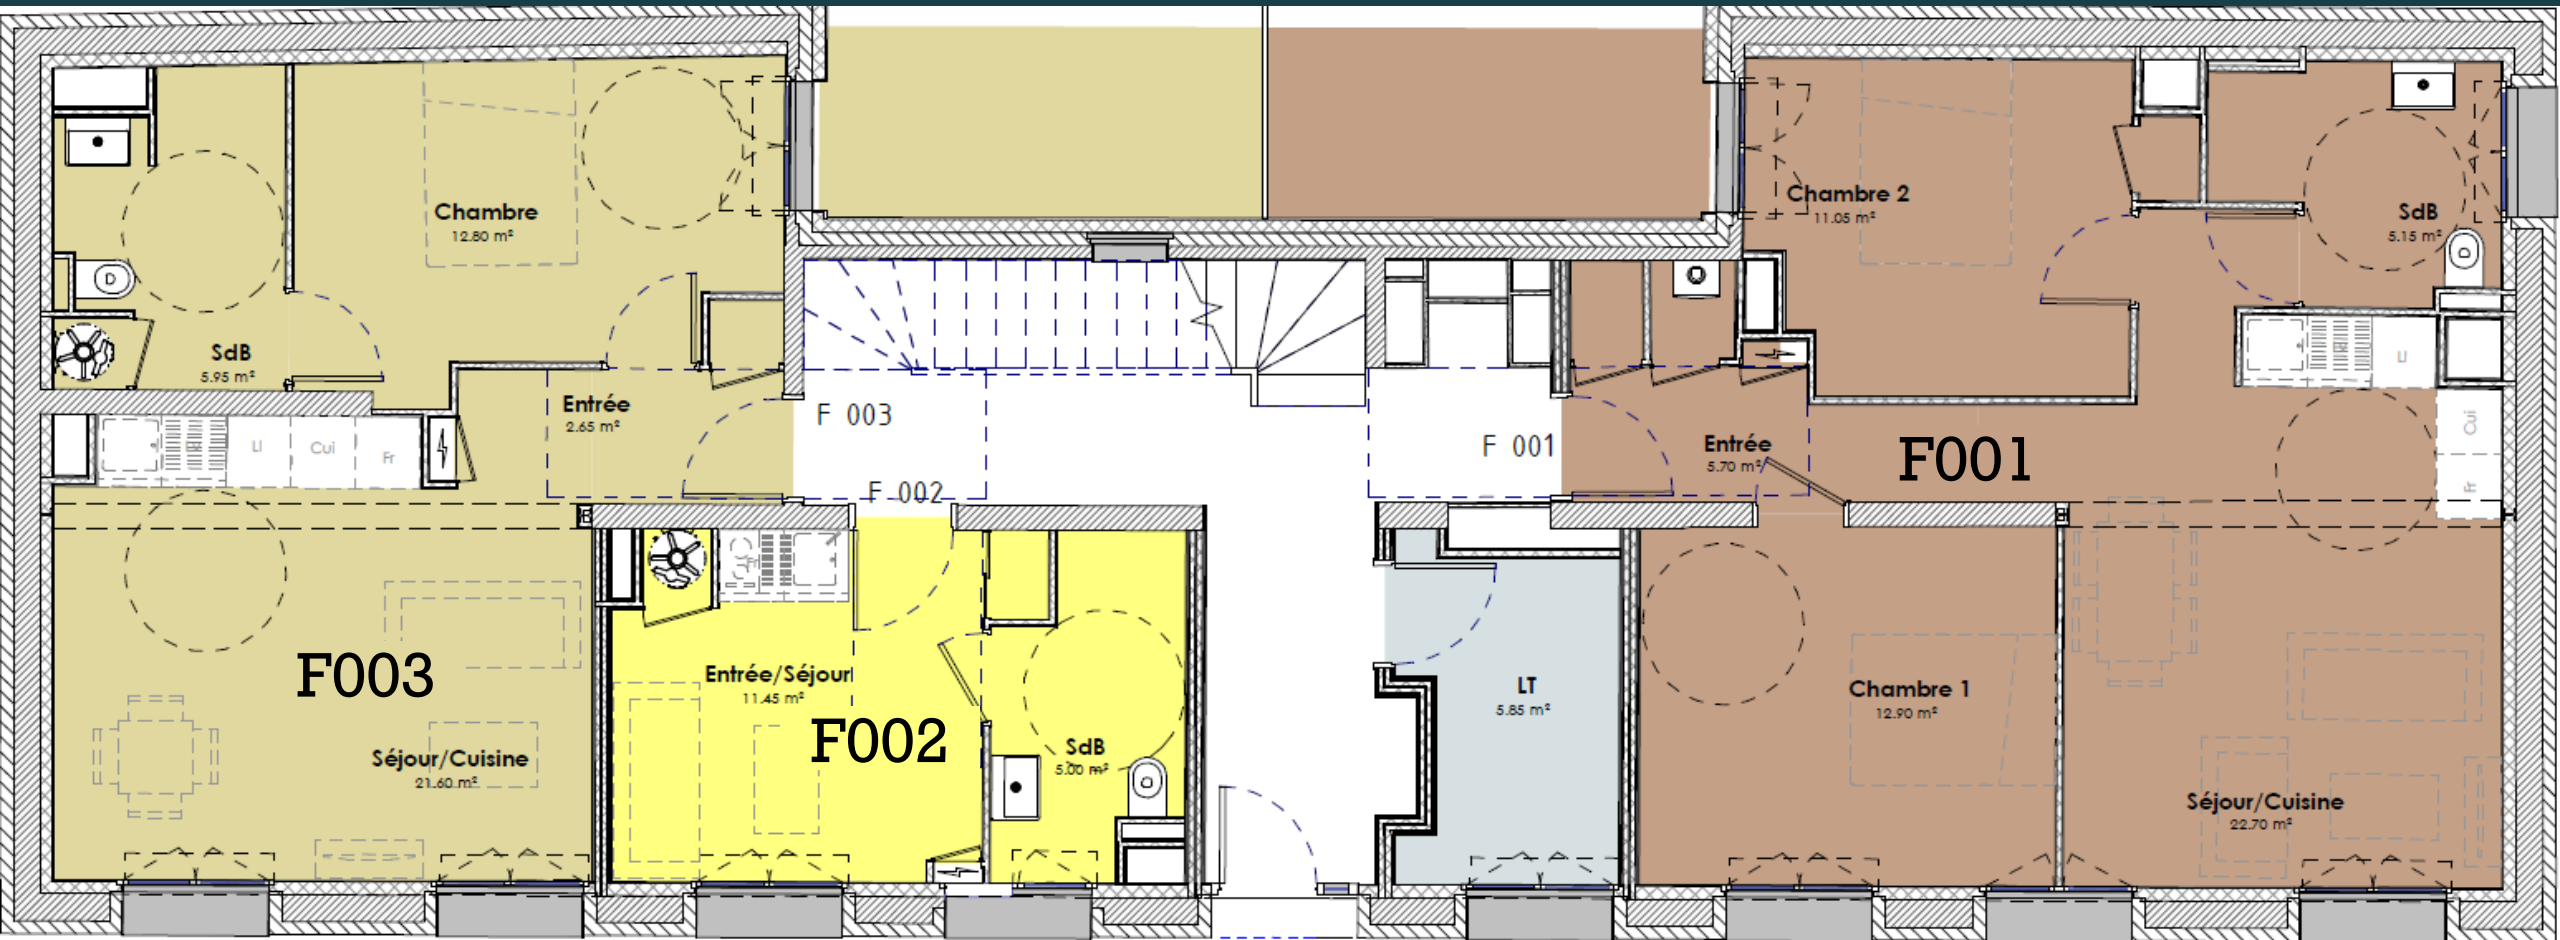 Chambre
12.80 m²
SdB
5.95 m²
D
Entrée
2.65 m²
LI
Cui
Fr
F 003
F 002
F003
Séjour/Cuisine
21.60 m²
Entrée/Séjour
11.45 m²
F002
SdB
5.00 m²
F 001
LT
5.85 m²
Chambre 2
11.05 m²
SdB
5.15 m²
LI
Cui
Fr
Entrée
5.70 m²
F001
Chambre 1
12.90 m²
Séjour/Cuisine
22.70 m²